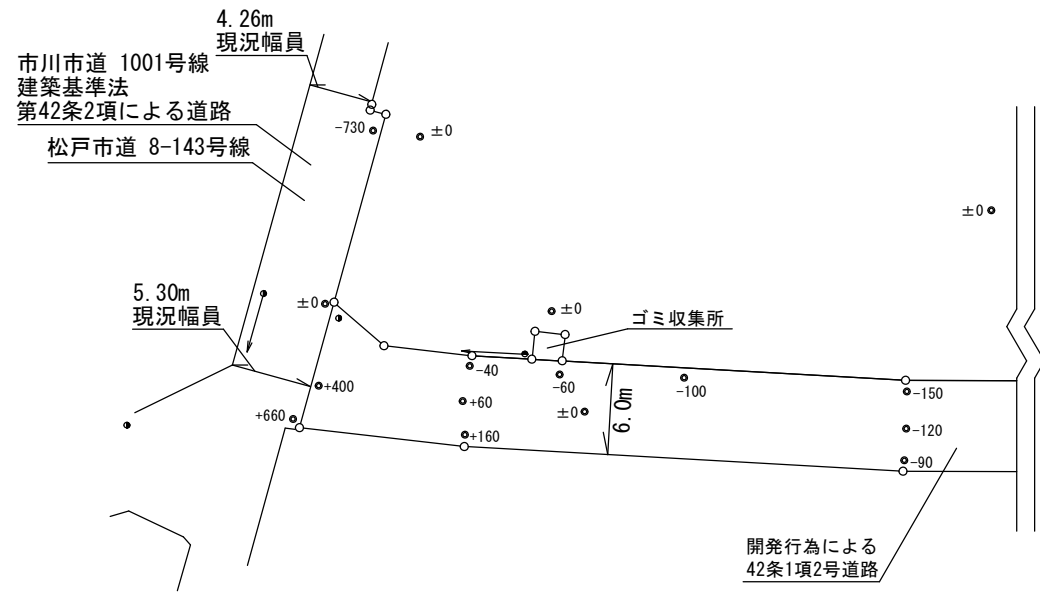 4.26m
現況幅員
市川市道 1001号線
建築基準法
第42条2項による道路
松戸市道 8-143号線
-730
±0
±0
5.30m
現況幅員
±0
±0
ゴミ収集所
+400
-40
-60
-100
-150
+660
+60
±0
6.0m
-120
+160
-90
開発行為による
42条1項2号道路